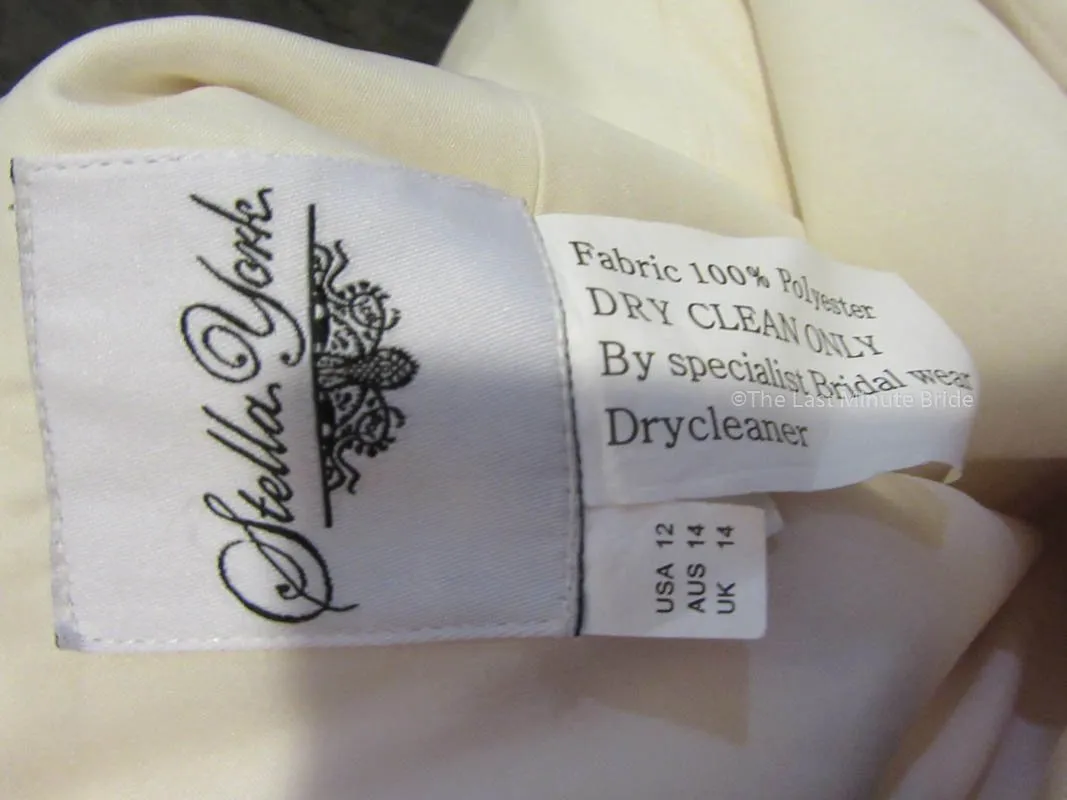 Stella York
Fabric 100% Polyester
DRY CLEAN ONLY
By specialist Bridal wear
©The Last Minute Bride
Drycleaner
USA 12
AUS 14
UK 14